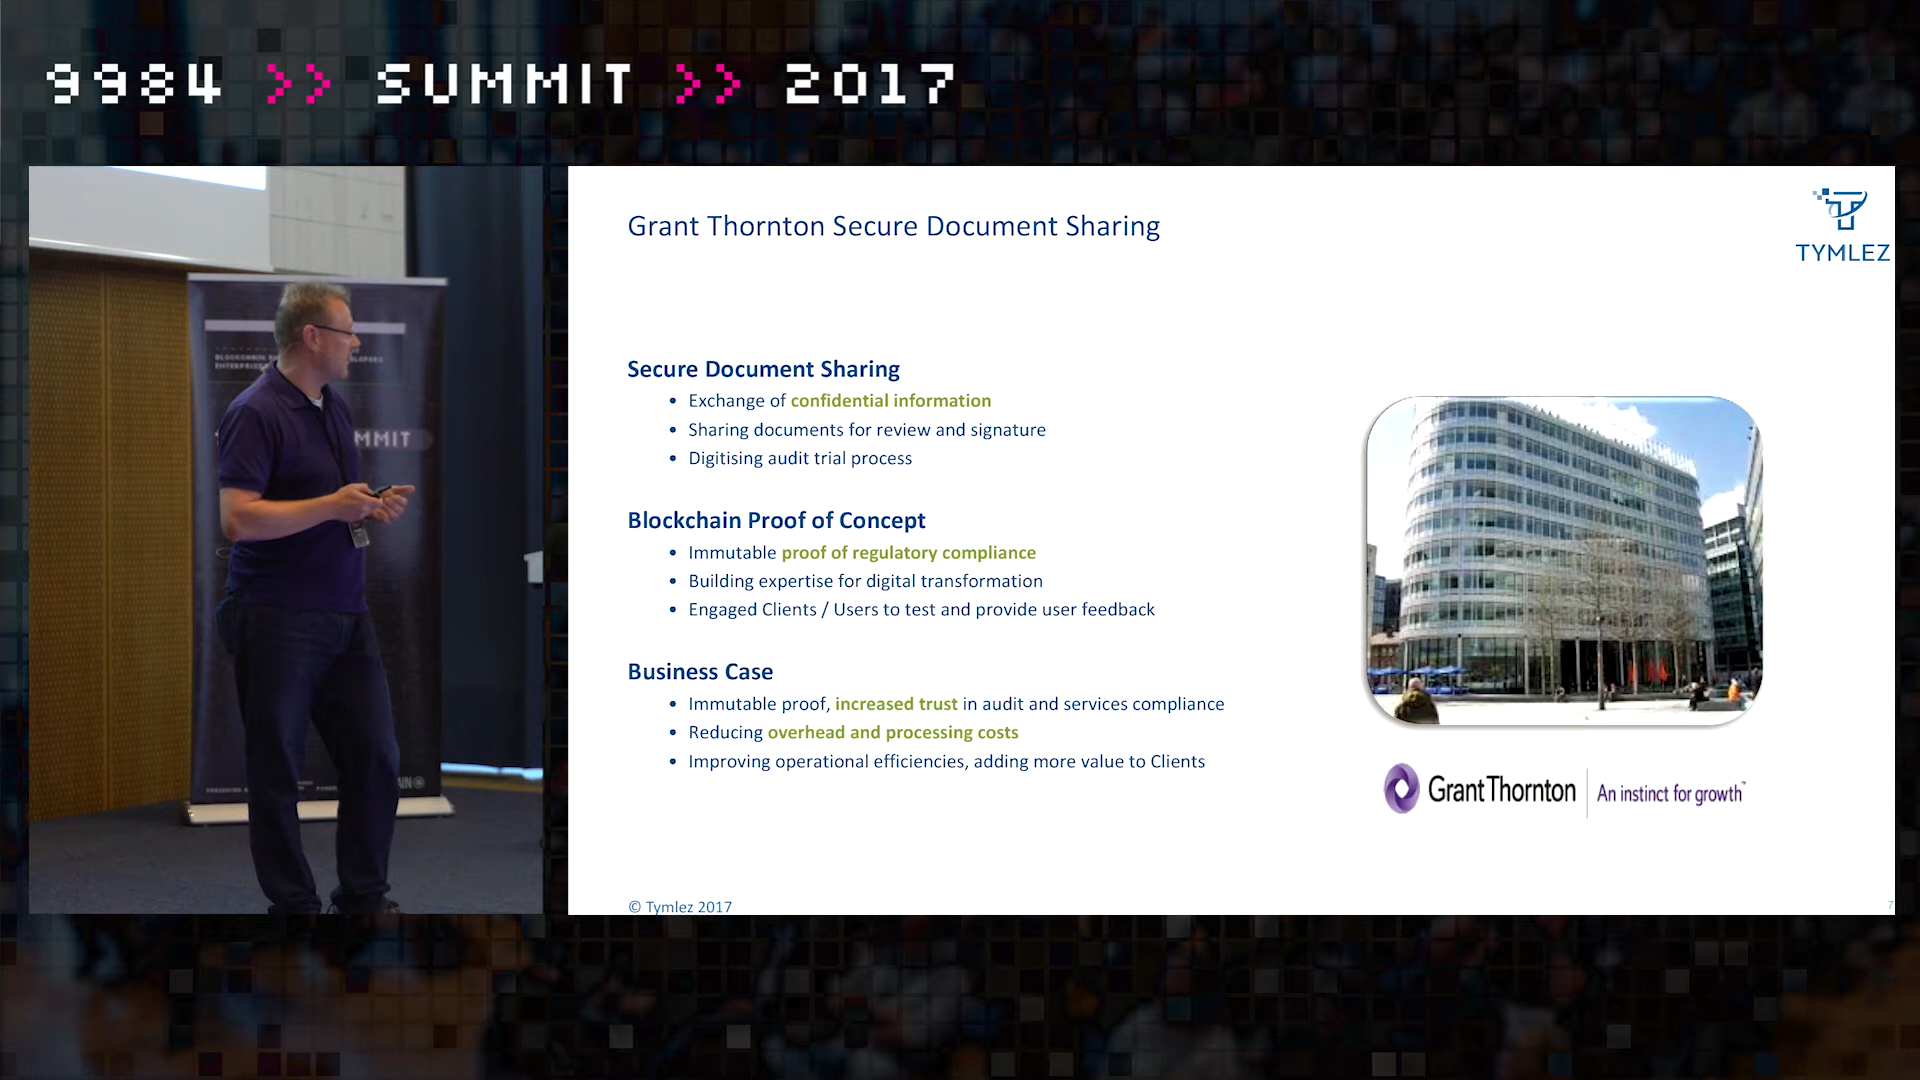 9984 >> SUMMIT >> 2017
TYMLEZ
Grant Thornton Secure Document Sharing
Secure Document Sharing
• Exchange of confidential information
• Sharing documents for review and signature
• Digitising audit trial process
Blockchain Proof of Concept
• Immutable proof of regulatory compliance
• Building expertise for digital transformation
• Engaged Clients / Users to test and provide user feedback
Business Case
• Immutable proof, increased trust in audit and services compliance
• Reducing overhead and processing costs
• Improving operational efficiencies, adding more value to Clients
Grant Thornton | An instinct for growth™
© Tymlez 2017
7
MMIT